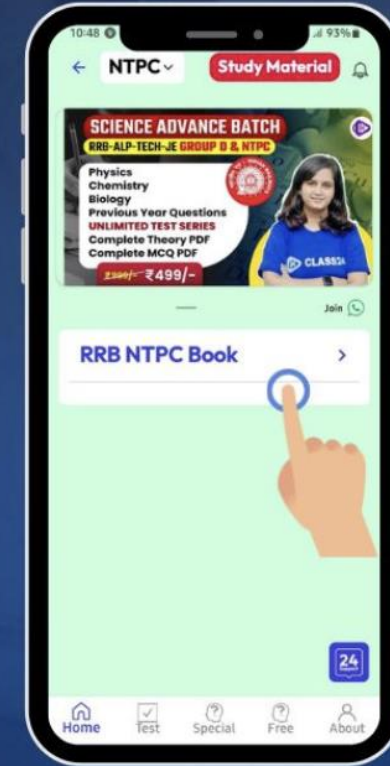 10:48
93%
NTPC
Study Material
SCIENCE ADVANCE BATCH
RRB-ALP-TECH-JE GROUP D & NTPC
Physics
Chemistry
Biology
Previous Year Questions
UNLIMITED TEST SERIES
Complete Theory PDF
Complete MCQ PDF
₹499/-
CLASS24
Join
RRB NTPC Book
24
Home
Test
Special
Free
About